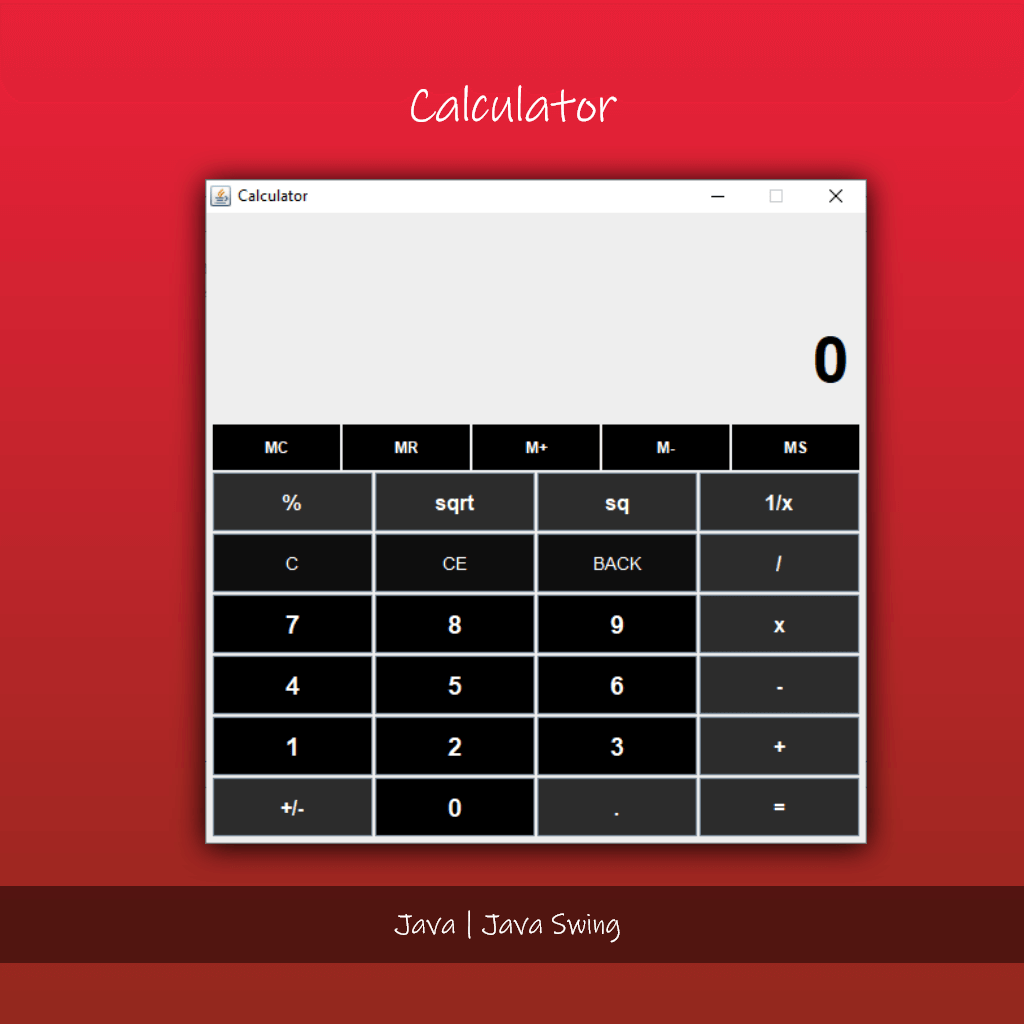 Calculator
Calculator
0
MC MR M+ M- MS
% sqrt sq 1/x
C CE BACK /
7 8 9 x
4 5 6 -
1 2 3 +
+/- 0 . =
Java | Java Swing